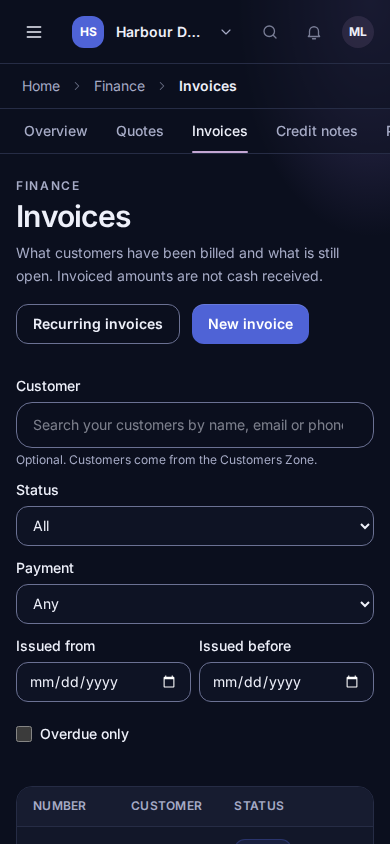 HS Harbour D... ML
Home Finance Invoices
Overview Quotes Invoices Credit notes
FINANCE
Invoices
What customers have been billed and what is still
open. Invoiced amounts are not cash received.
Recurring invoices New invoice
Customer
Search your customers by name, email or phon
Optional. Customers come from the Customers Zone.
Status
All
Payment
Any
Issued from Issued before
mm/dd/yyyy mm/dd/yyyy
Overdue only
NUMBER CUSTOMER STATUS